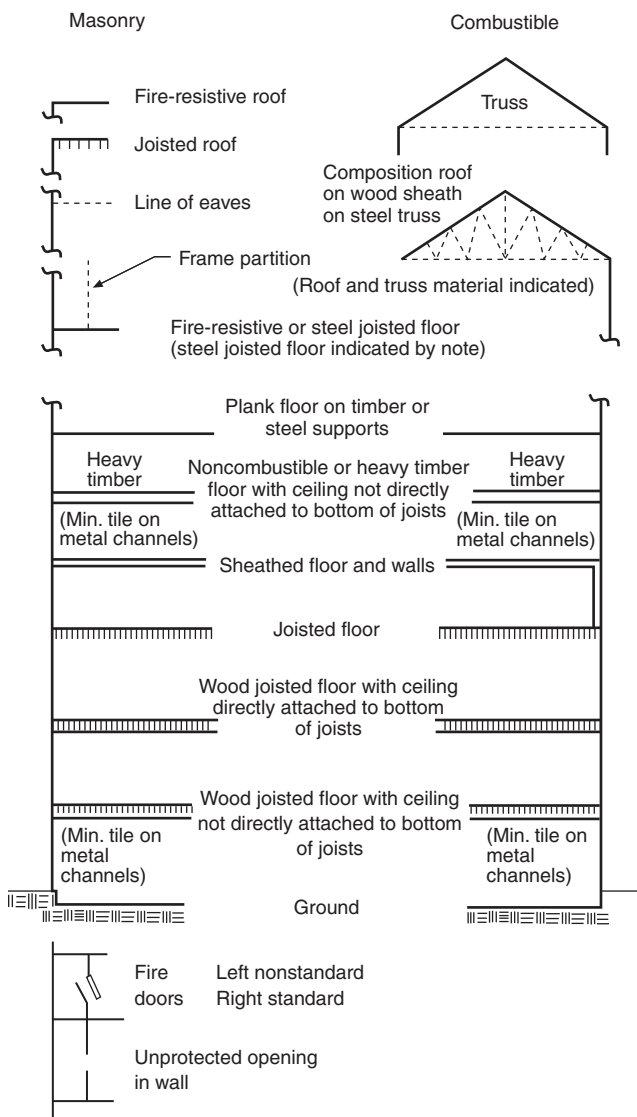 Masonry
Combustible
Fire-resistive roof
Truss
Joisted roof
Composition roof
on wood sheath
on steel truss
Line of eaves
Frame partition
(Roof and truss material indicated)
Fire-resistive or steel joisted floor
(steel joisted floor indicated by note)
Plank floor on timber or
steel supports
Heavy
timber
Noncombustible or heavy timber
floor with ceiling not directly
attached to bottom of joists
Heavy
timber
(Min. tile on
metal channels)
(Min. tile on
metal channels)
Sheathed floor and walls
Joisted floor
Wood joisted floor with ceiling
directly attached to bottom
of joists
Wood joisted floor with ceiling
not directly attached to bottom
of joists
(Min. tile on
metal
channels)
(Min. tile on
metal
channels)
Ground
Fire
doors
Left nonstandard
Right standard
Unprotected opening
in wall